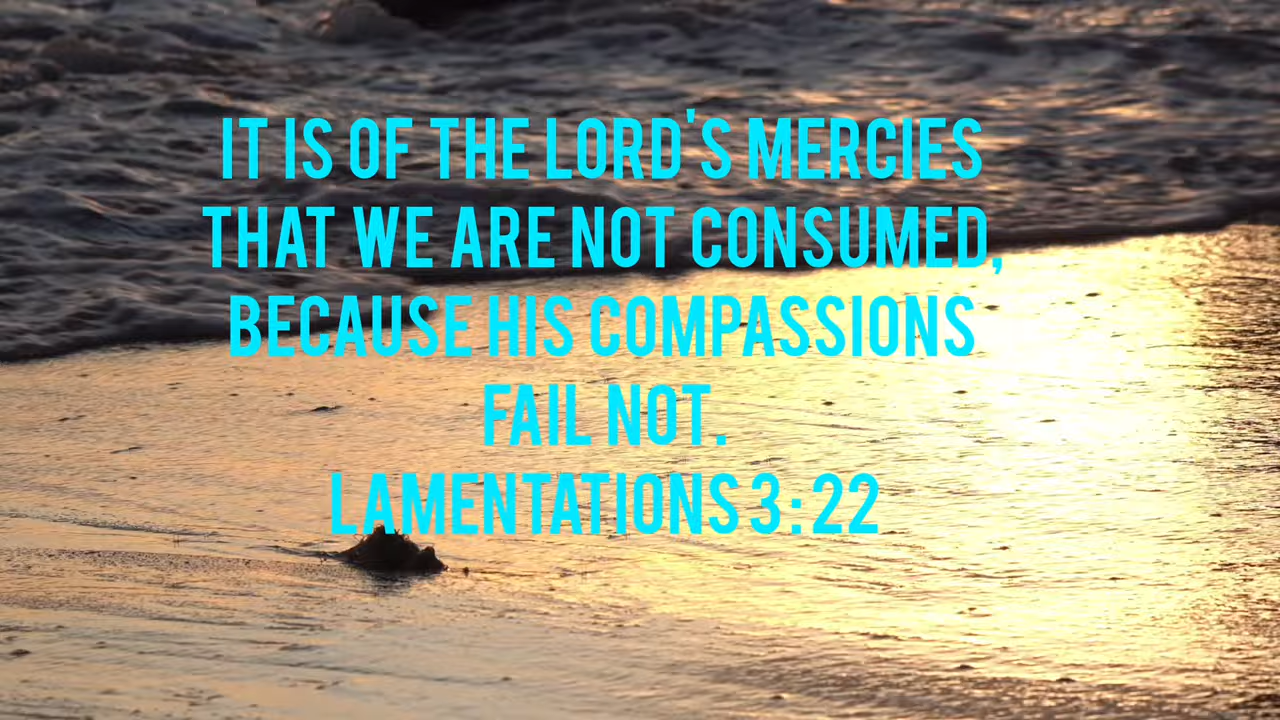 IT IS OF THE LORD'S MERCIES
THAT WE ARE NOT CONSUMED,
BECAUSE HIS COMPASSIONS
FAIL NOT.
LAMENTATIONS 3:22